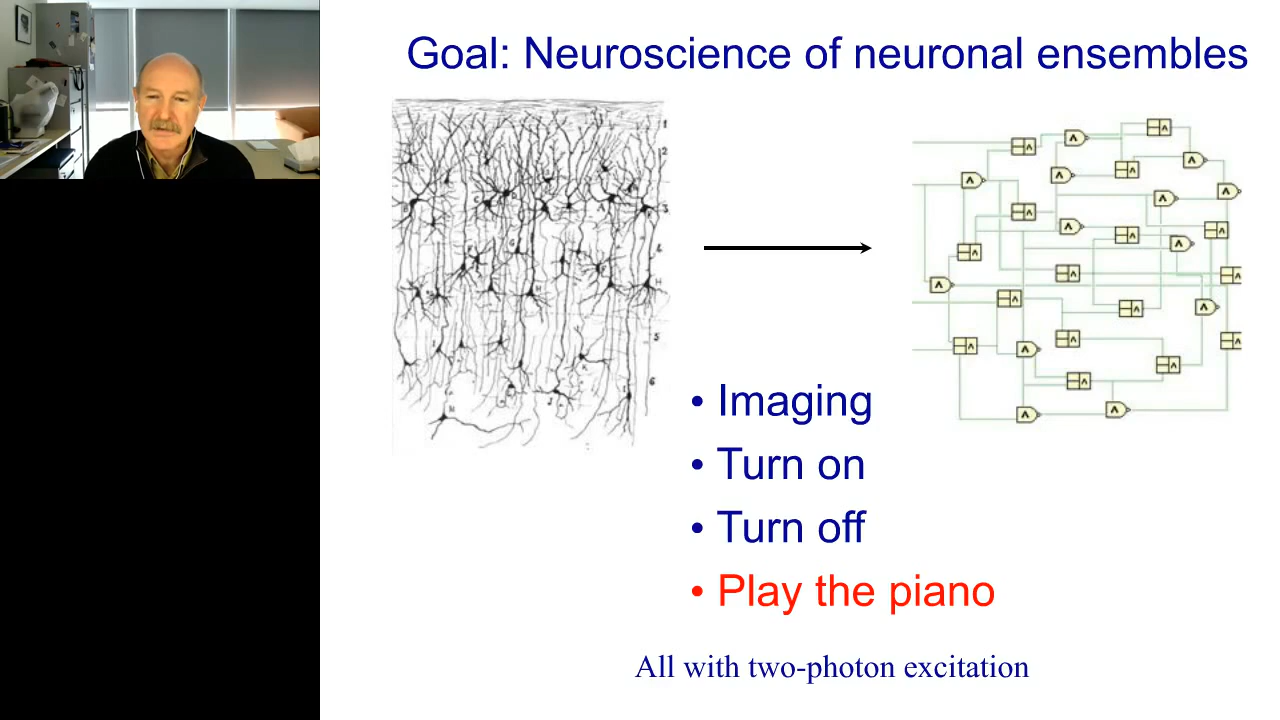 Goal: Neuroscience of neuronal ensembles
• Imaging
• Turn on
• Turn off
• Play the piano
All with two-photon excitation